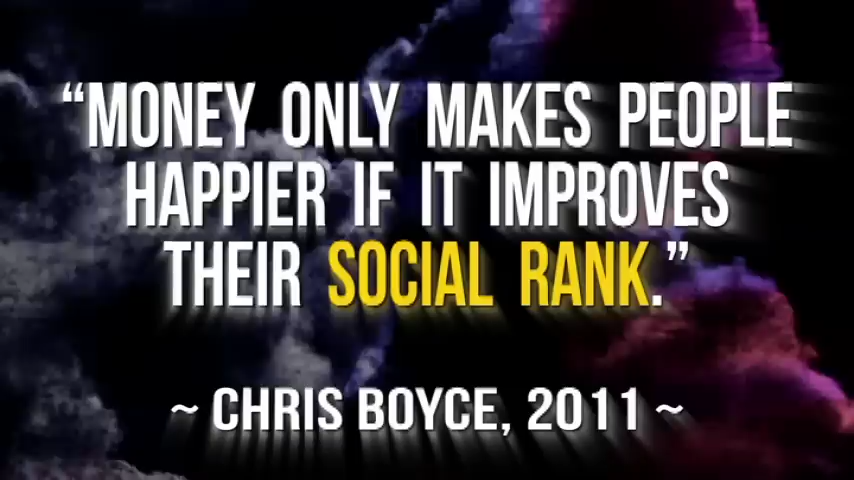 “MONEY ONLY MAKES PEOPLE
HAPPIER IF IT IMPROVES
THEIR SOCIAL RANK.”
~ CHRIS BOYCE, 2011 ~